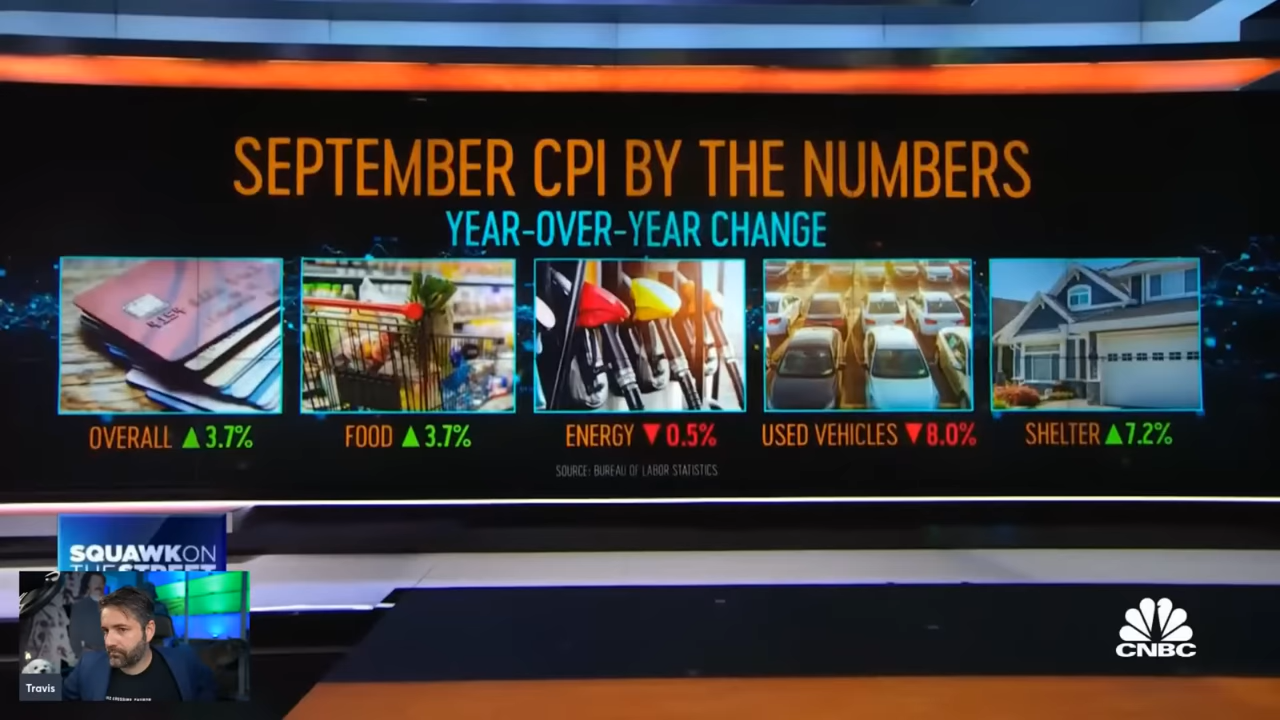 SEPTEMBER CPI BY THE NUMBERS
YEAR-OVER-YEAR CHANGE
OVERALL ▲3.7%
FOOD ▲3.7%
ENERGY ▼0.5%
USED VEHICLES ▼8.0%
SHELTER ▲7.2%
SOURCE: BUREAU OF LABOR STATISTICS
SQUAWK ON
THE STREET
Travis
CNBC